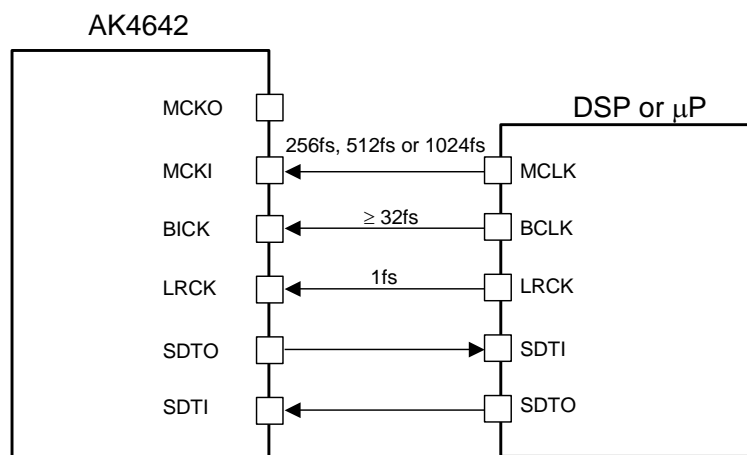 AK4642
DSP or μP
MCKO
256fs, 512fs or 1024fs
MCKI
MCLK
≥ 32fs
BICK
BCLK
1fs
LRCK
LRCK
SDTO
SDTI
SDTI
SDTO